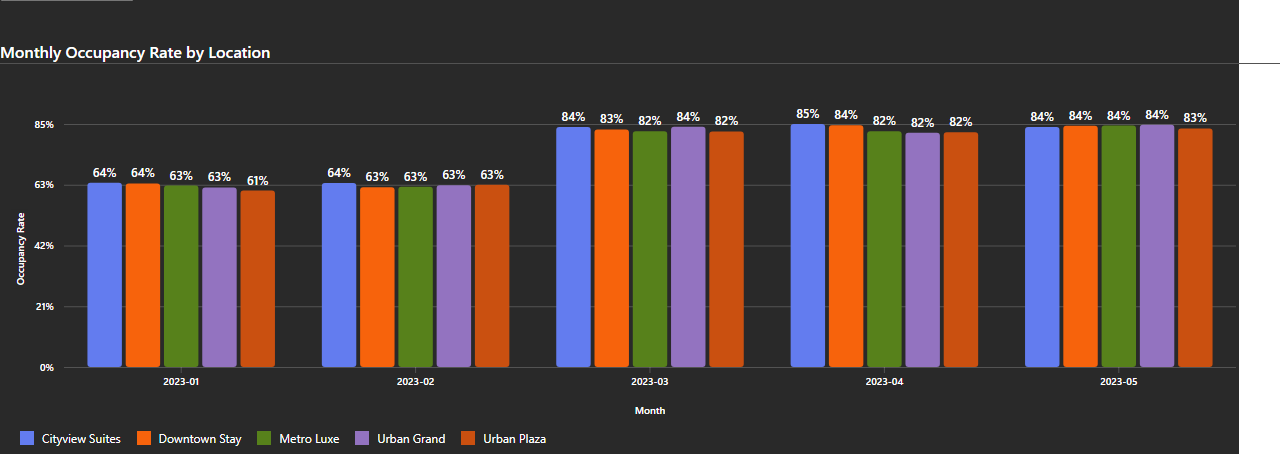 Monthly Occupancy Rate by Location
85%
63%
42%
21%
0%
Occupancy Rate
64% 64% 63% 63% 61%
64% 63% 63% 63% 63%
84% 83% 82% 84% 82%
85% 84% 82% 82% 82%
84% 84% 84% 84% 83%
2023-01 2023-02 2023-03 2023-04 2023-05
Month
Cityview Suites Downtown Stay Metro Luxe Urban Grand Urban Plaza